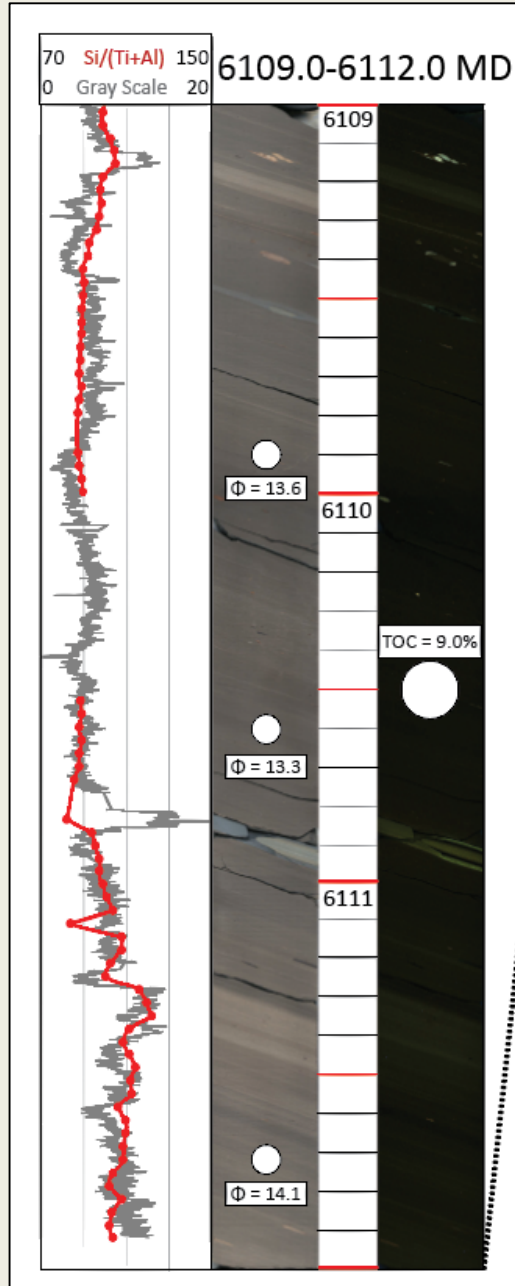 70 Si/(Ti+Al) 150
0 Gray Scale 20
6109.0-6112.0 MD
6109
Φ = 13.6
6110
TOC = 9.0%
Φ = 13.3
6111
Φ = 14.1